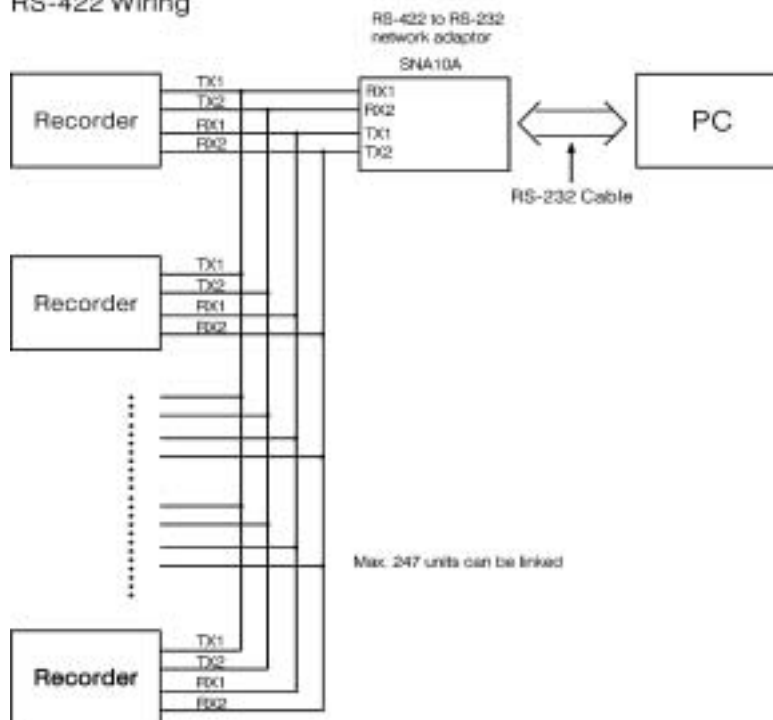 RS-422 Wiring
RS-422 to RS-232
network adaptor
SNA10A
Recorder
TX1
TX2
RX1
RX2
RX1
RX2
TX1
TX2
PC
RS-232 Cable
Recorder
TX1
TX2
RX1
RX2
Max. 247 units can be linked
Recorder
TX1
TX2
RX1
RX2